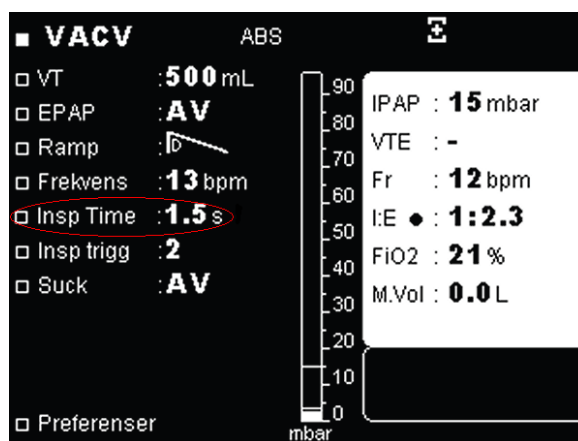 VACV ABS
VT :500 mL
EPAP :AV
Ramp :
Frekvens :13 bpm
Insp Time :1.5 s
Insp trigg :2
Suck :AV
Preferenser
90
80
70
60
50
40
30
20
10
0
mbar
IPAP : 15 mbar
VTE : -
Fr : 12 bpm
I:E ● : 1:2.3
FiO2 : 21 %
M.Vol : 0.0 L